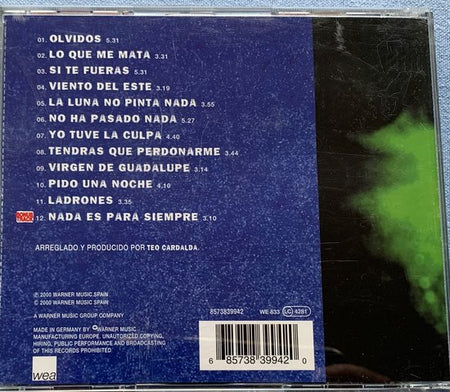 01. OLVIDOS 5.31
02. LO QUE ME MATA 3.31
03. SI TE FUERAS 5.31
04. VIENTO DEL ESTE 3.19
05. LA LUNA NO PINTA NADA 3.55
06. NO HA PASADO NADA 5.27
07. YO TUVE LA CULPA 4.40
08. TENDRAS QUE PERDONARME 3.44
09. VIRGEN DE GUADALUPE 3.14
10. PIDO UNA NOCHE 4.10
11. LADRONES 3.35
12. NADA ES PARA SIEMPRE 3.10
ARREGLADO Y PRODUCIDO POR TEO CARDALDA.
℗ 2000 WARNER MUSIC SPAIN
© 2000 WARNER MUSIC SPAIN
A WARNER MUSIC GROUP COMPANY
8573839942 WE 833 LC 4281
MADE IN GERMANY BY WARNER MUSIC
MANUFACTURING EUROPE. UNAUTHORIZED COPYING,
HIRING, PUBLIC PERFORMANCE AND BROADCASTING
OF THIS RECORD PROHIBITED
6 85738 39942 0
wea